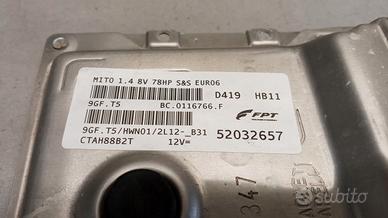 MITO 1.4 8V 78HP S&S EURO6
D419 HB11
9GF.T5 BC.0116766.F
FPT
9GF.T5/HWN01/2L12-_B31 52032657
CTAH88B2T 12V=
347
subito